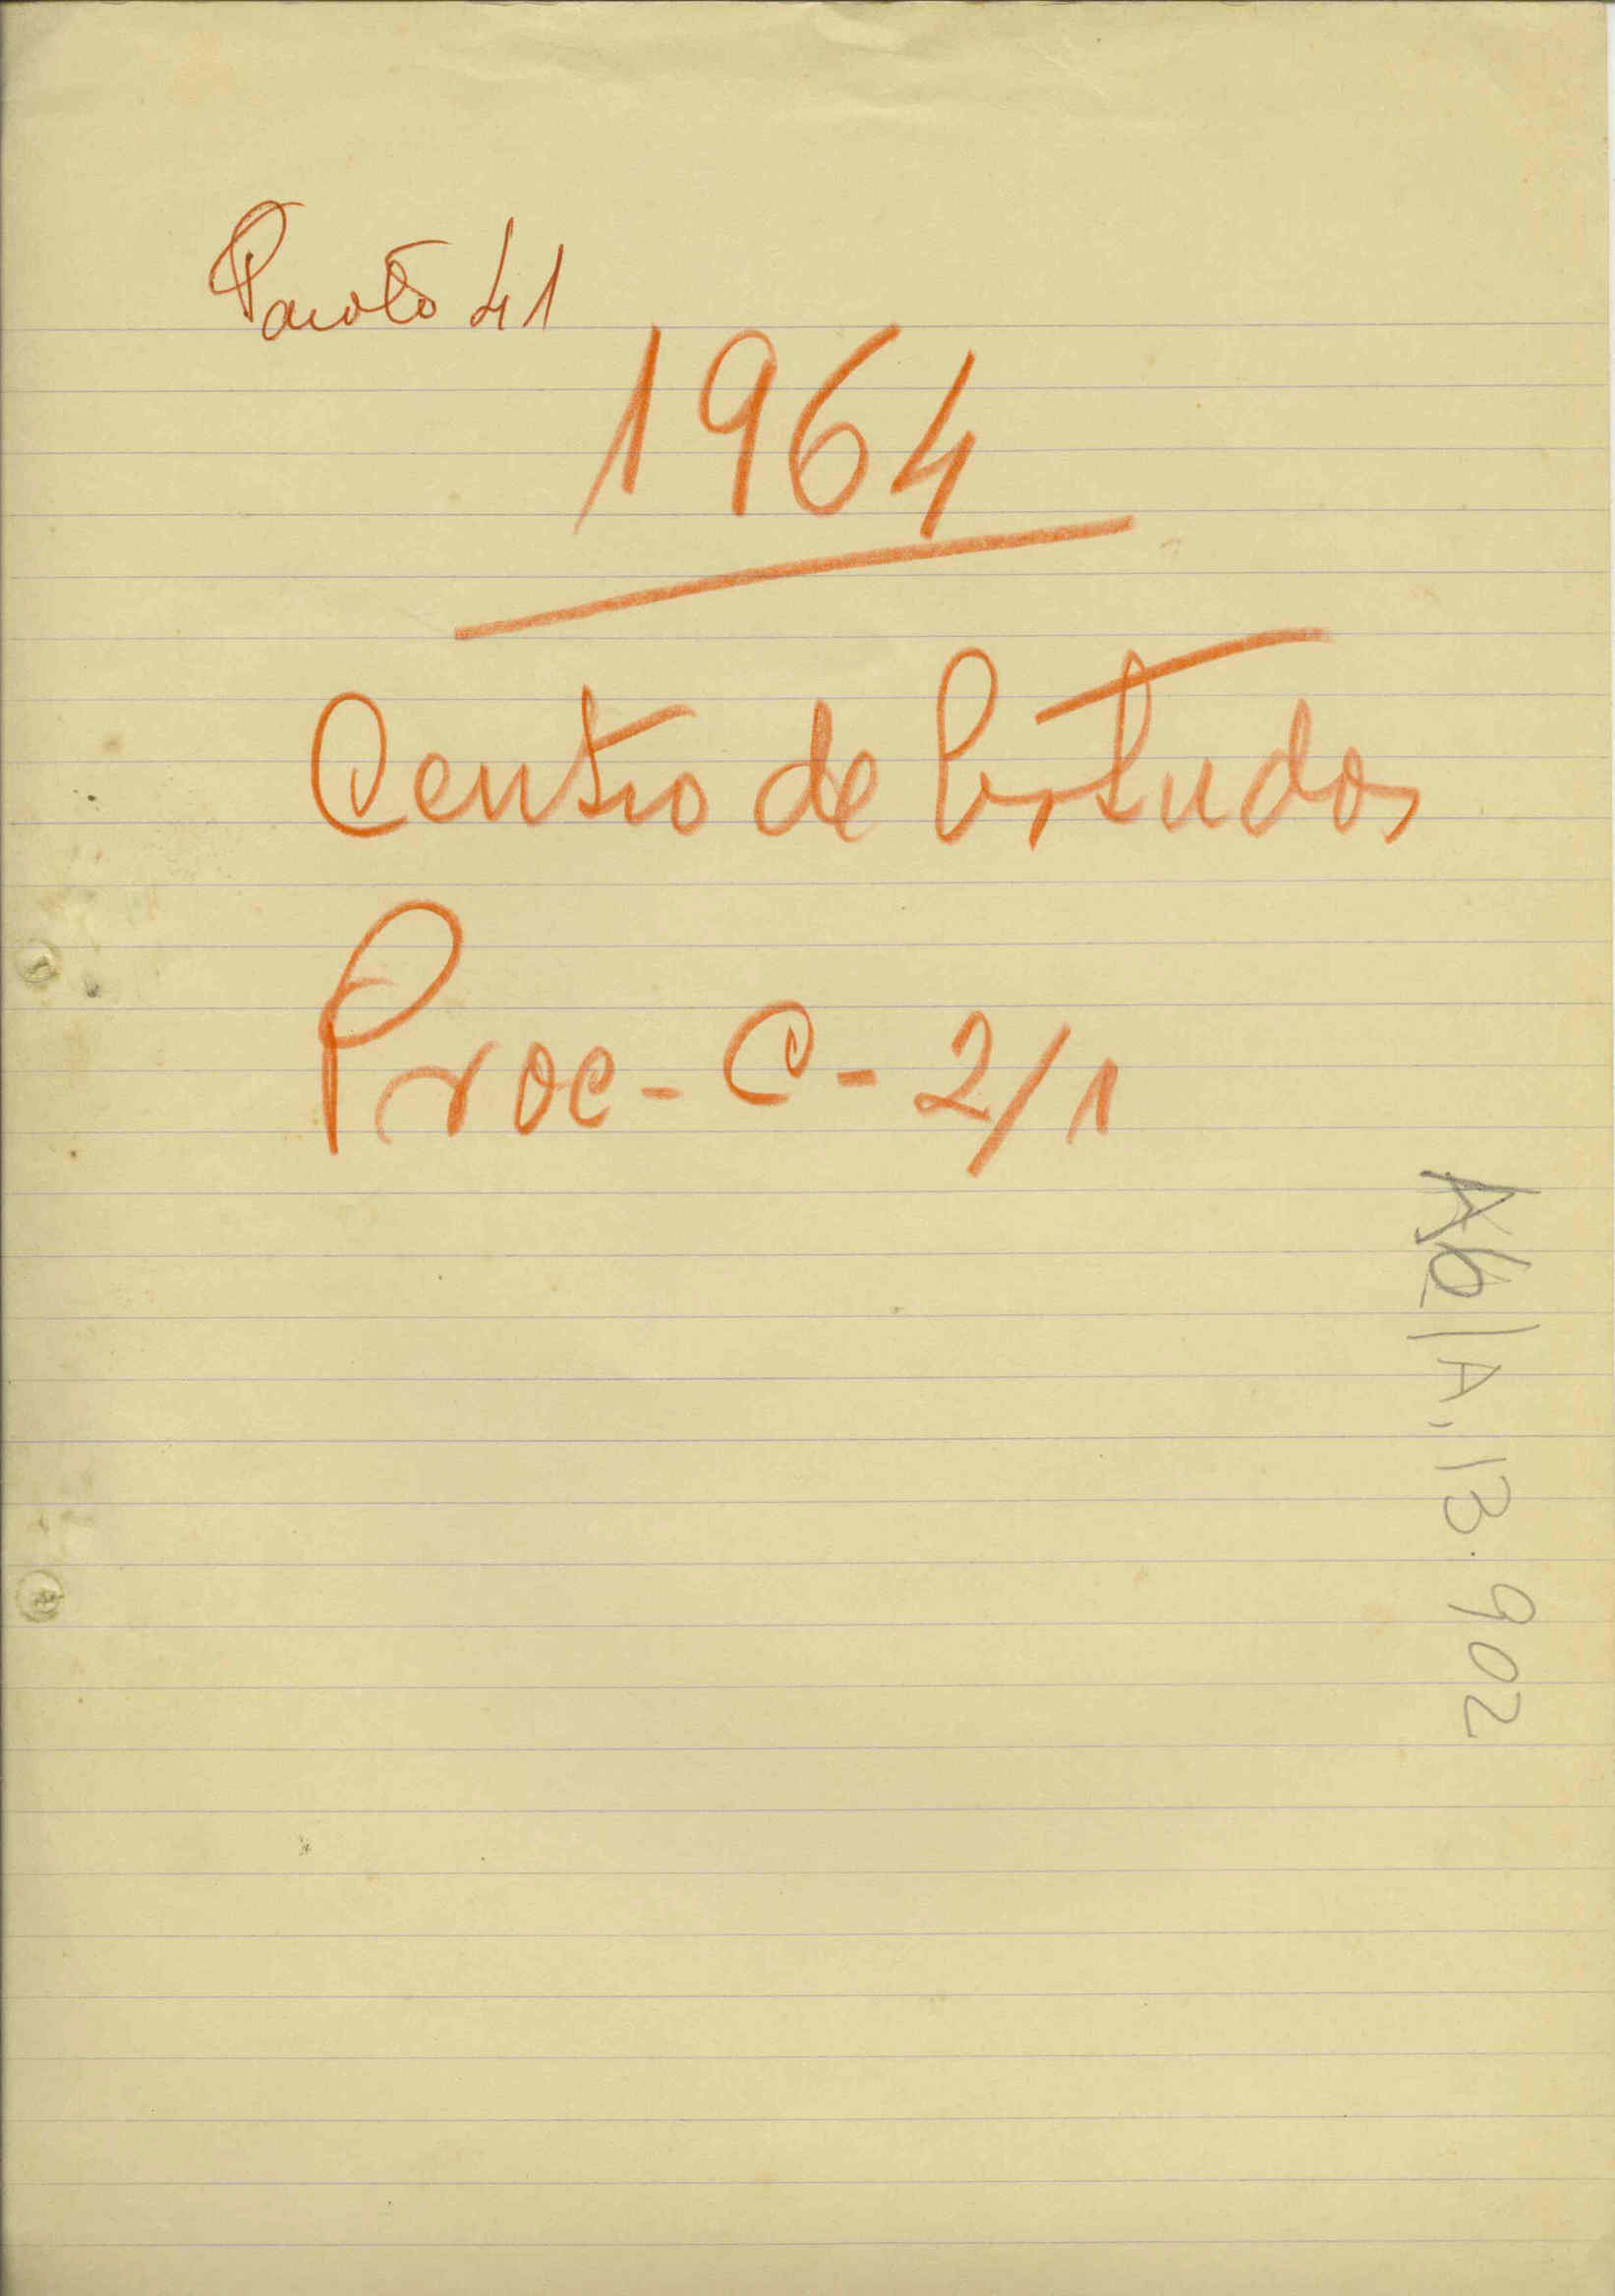 Pacote 41
1964
Centro de Estudos
Proc - C - 2/1
A6/A.13.902